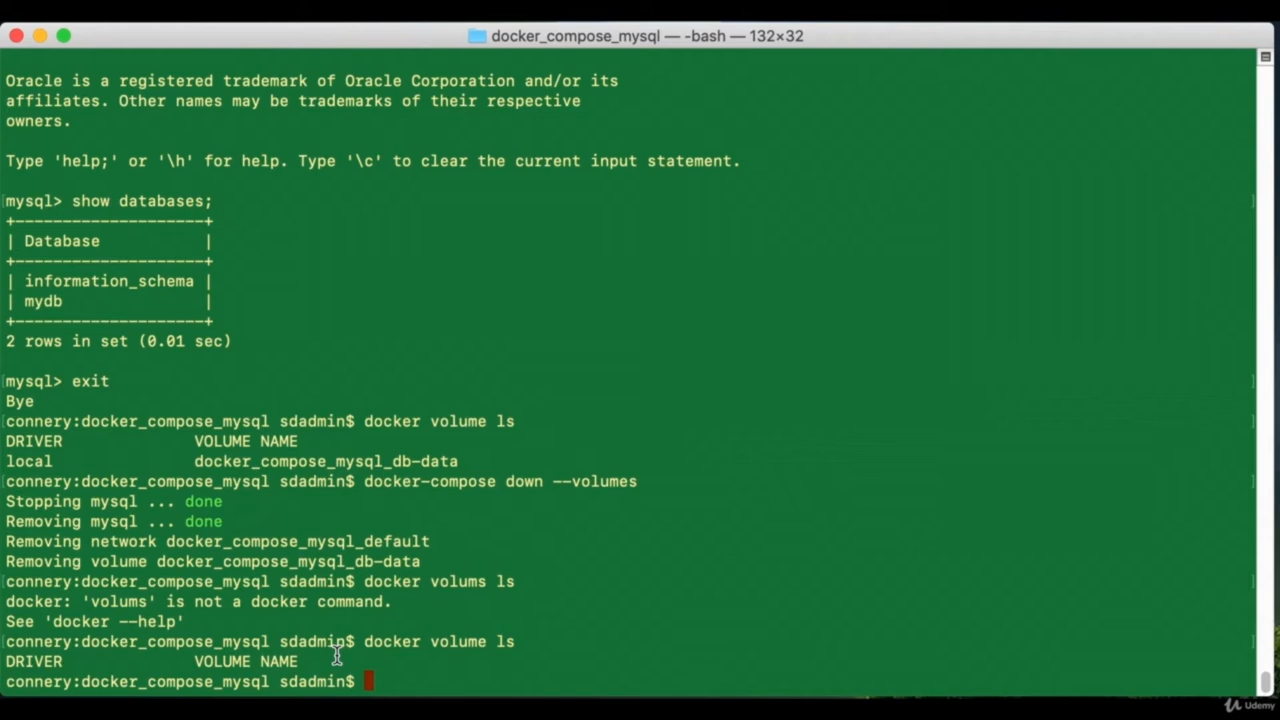 docker_compose_mysql — -bash — 132×32
Oracle is a registered trademark of Oracle Corporation and/or its
affiliates. Other names may be trademarks of their respective
owners.
Type 'help;' or '\h' for help. Type '\c' to clear the current input statement.
[mysql> show databases; ]
+--------------------+
| Database           |
+--------------------+
| information_schema |
| mydb               |
+--------------------+
2 rows in set (0.01 sec)
[mysql> exit ]
Bye
[connery:docker_compose_mysql sdadmin$ docker volume ls ]
DRIVER              VOLUME NAME
local               docker_compose_mysql_db-data
[connery:docker_compose_mysql sdadmin$ docker-compose down --volumes ]
Stopping mysql ... done
Removing mysql ... done
Removing network docker_compose_mysql_default
Removing volume docker_compose_mysql_db-data
[connery:docker_compose_mysql sdadmin$ docker volums ls ]
docker: 'volums' is not a docker command.
See 'docker --help'
[connery:docker_compose_mysql sdadmin$ docker volume ls ]
DRIVER              VOLUME NAME
connery:docker_compose_mysql sdadmin$
Udemy